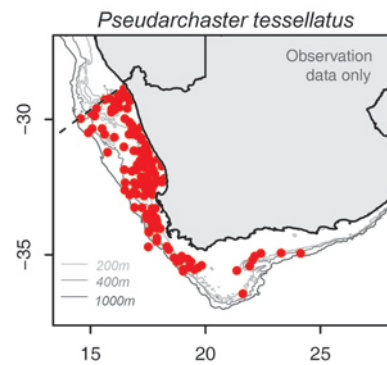 Pseudarchaster tessellatus
Observation
data only
−30
−35
200m
400m
1000m
15 20 25